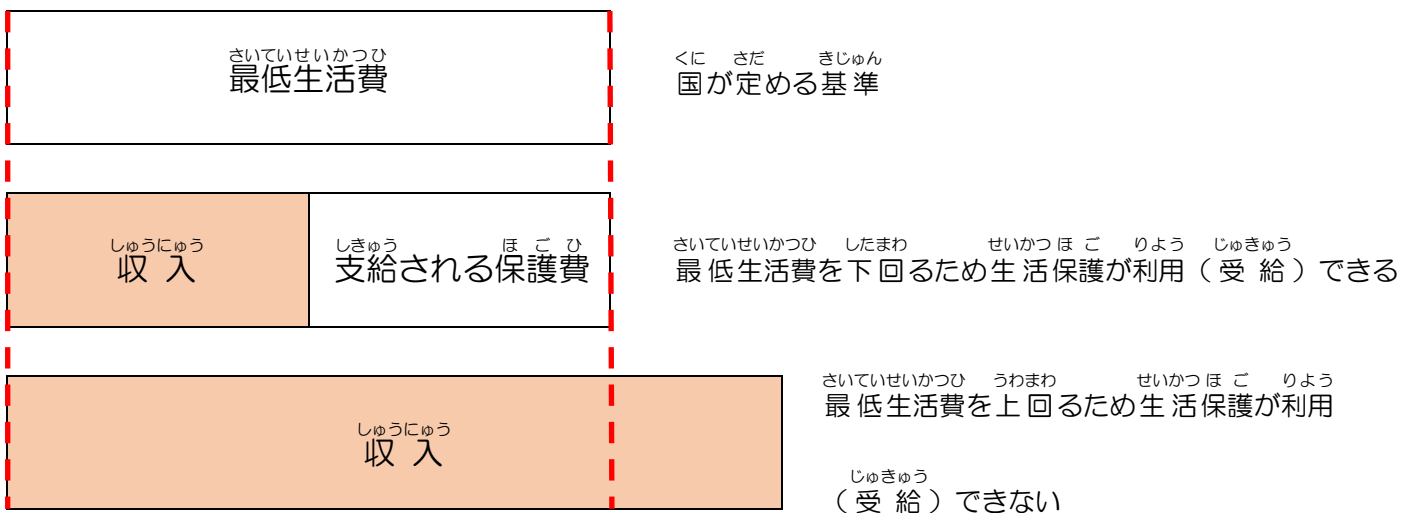 さいていせいかつひ
最低生活費
くに さだ きじゅん
国が定める基準
しゅうにゅう
収入
しきゅう ほごひ
支給される保護費
さいていせいかつひ したまわ せいかつほご りよう じゅきゅう
最低生活費を下回るため生活保護が利用（受給）できる
しゅうにゅう
収入
さいていせいかつひ うわまわ せいかつほご りよう
最低生活費を上回るため生活保護が利用
じゅきゅう
（受給）できない